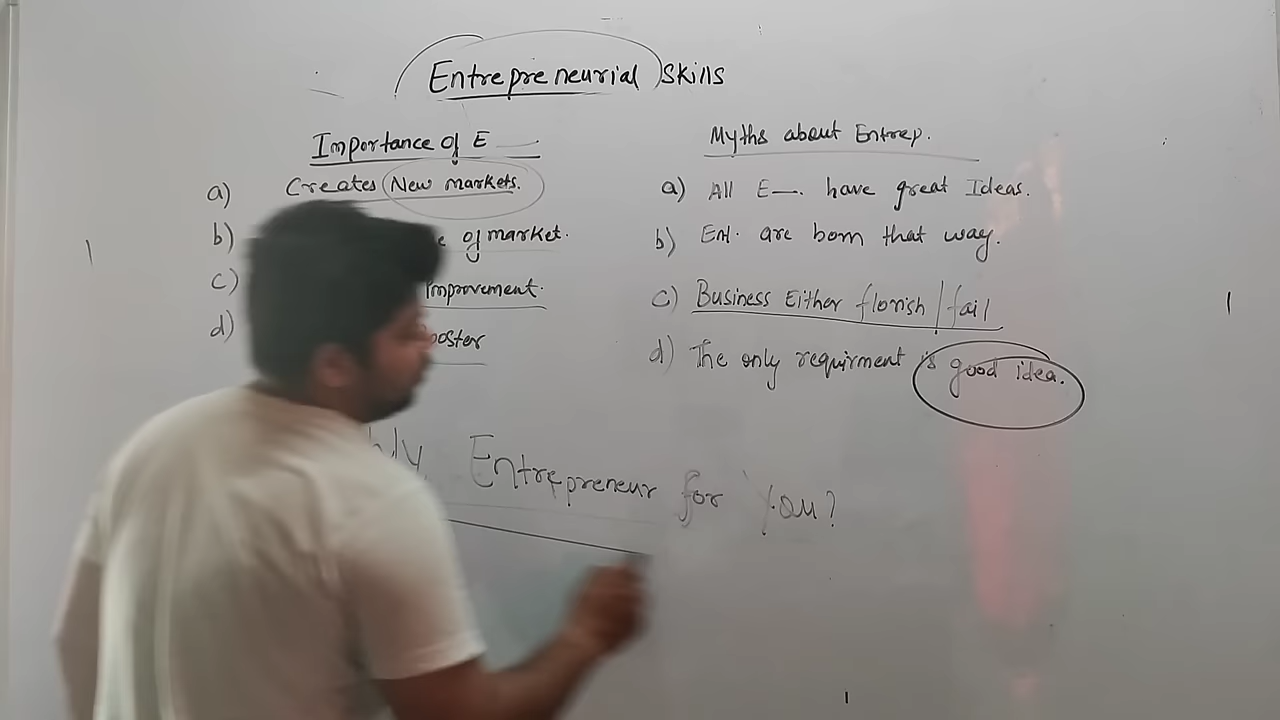 Entrepreneurial Skills
Importance of E
a) Creates New markets.
b) of market.
c) Improvement.
d)
Myths about Entrep.
a) All E—. have great Ideas.
b) Ent. are born that way.
c) Business Either florish/fail
d) The only requirment is good idea.
Entrepreneur for You?